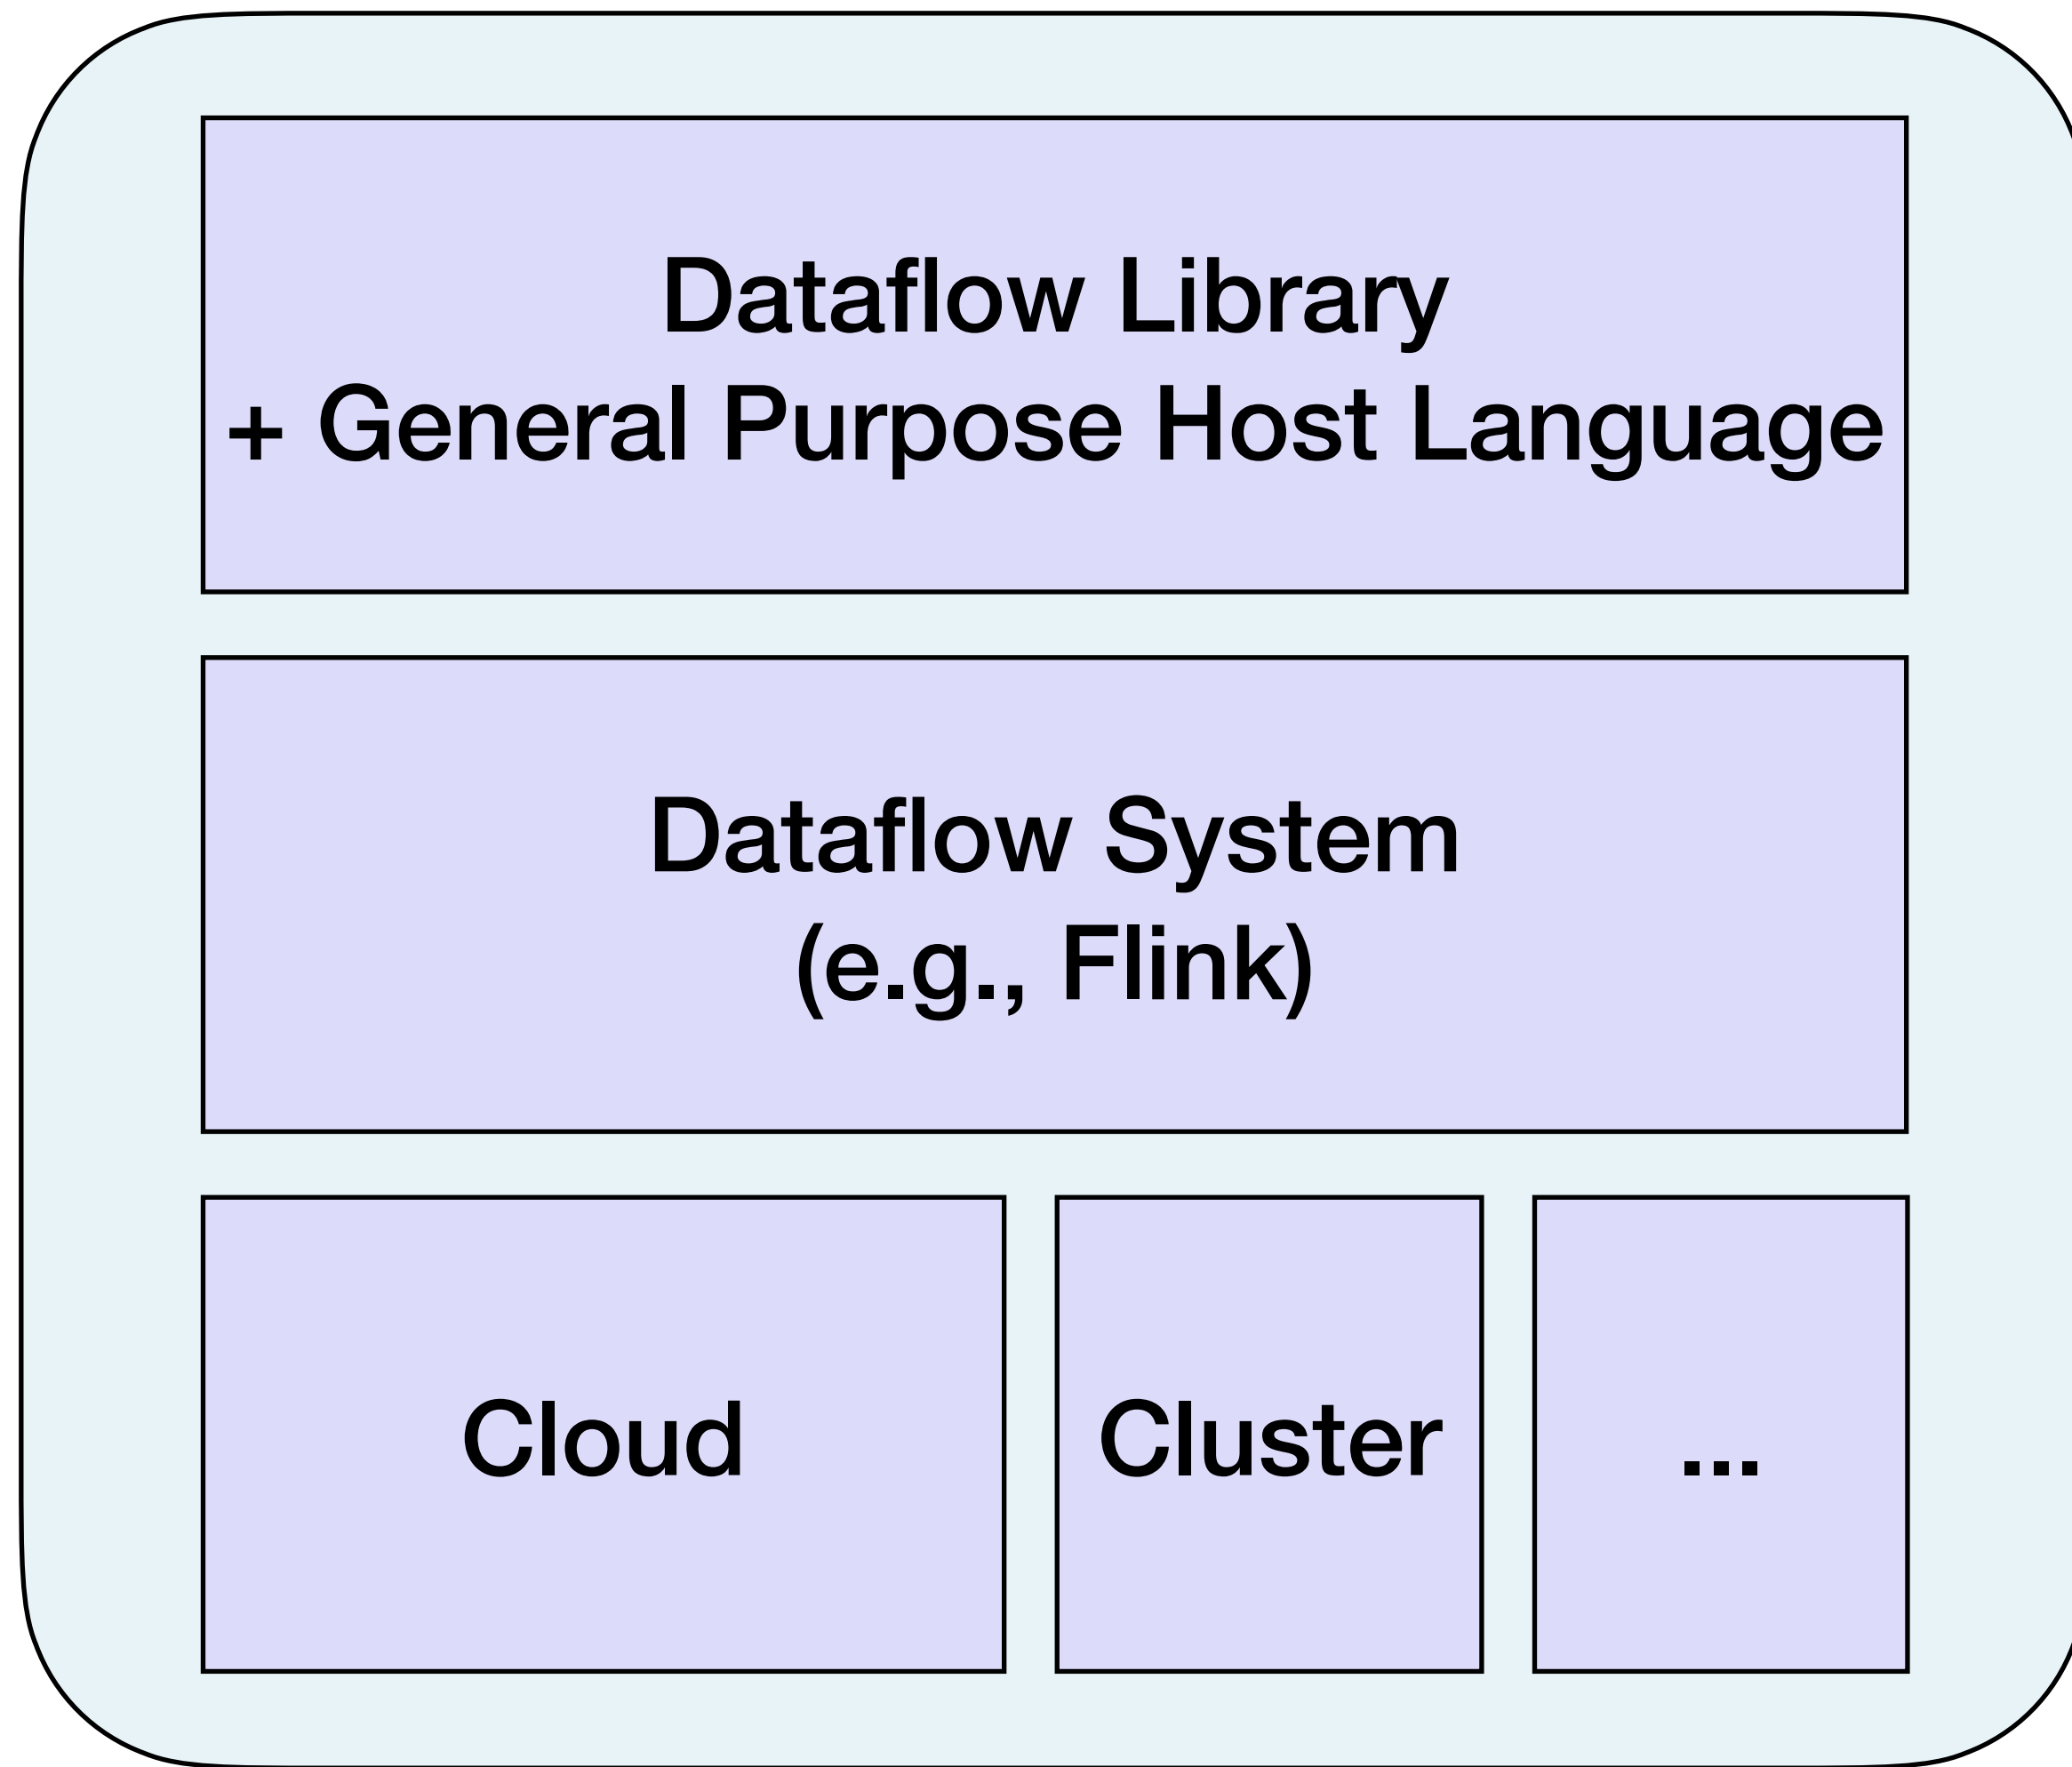 Dataflow Library
+ General Purpose Host Language
Dataflow System
(e.g., Flink)
Cloud
Cluster
...